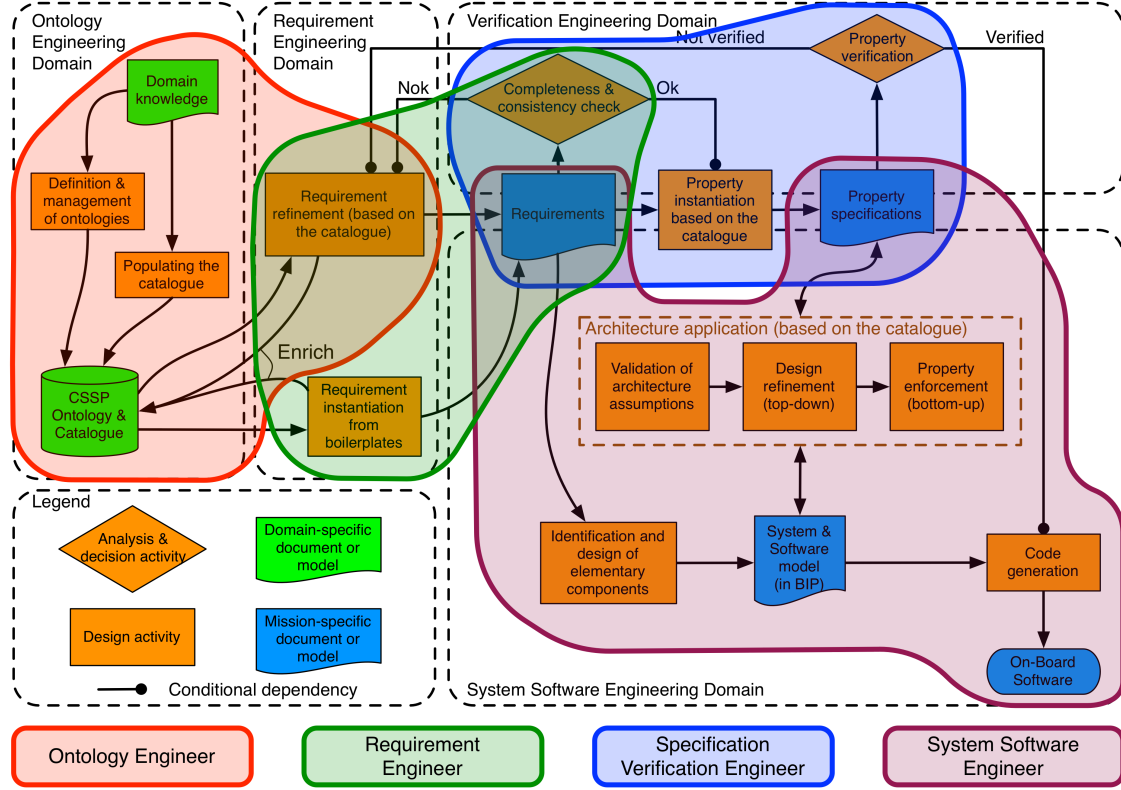 Ontology
Engineering
Domain
Requirement
Engineering
Domain
Verification Engineering Domain
Not verified
Property
verification
Verified
Domain
knowledge
Nok
Completeness &
consistency check
Ok
Definition &
management
of ontologies
Requirement
refinement (based on
the catalogue)
Requirements
Property
instantiation
based on the
catalogue
Property
specifications
Populating the
catalogue
Enrich
Architecture application (based on the catalogue)
Validation of
architecture
assumptions
Design
refinement
(top-down)
Property
enforcement
(bottom-up)
CSSP
Ontology &
Catalogue
Requirement
instantiation
from
boilerplates
Legend
Analysis &
decision activity
Domain-specific
document or
model
Identification and
design of
elementary
components
System &
Software
model
(in BIP)
Code
generation
Design activity
Mission-specific
document or
model
On-Board
Software
Conditional dependency
System Software Engineering Domain
Ontology Engineer
Requirement
Engineer
Specification
Verification Engineer
System Software
Engineer